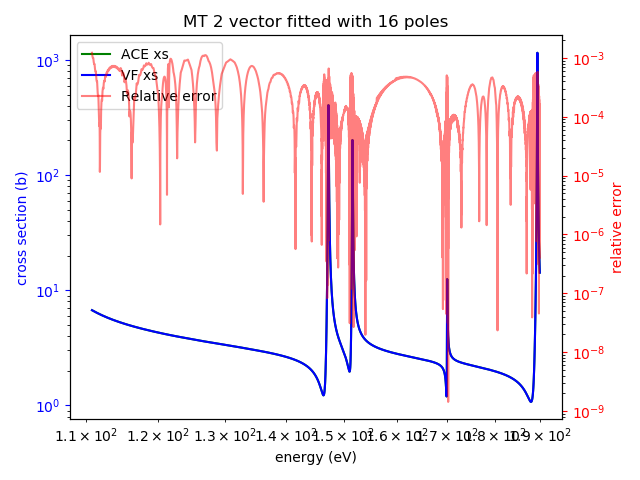 MT 2 vector fitted with 16 poles
ACE xs
VF xs
Relative error
cross section (b)
10³
10²
10¹
10⁰
relative error
10⁻³
10⁻⁴
10⁻⁵
10⁻⁶
10⁻⁷
10⁻⁸
10⁻⁹
1.1 × 10² 1.2 × 10² 1.3 × 10² 1.4 × 10² 1.5 × 10² 1.6 × 10² 1.7 × 10² 1.8 × 10² 1.9 × 10²
energy (eV)